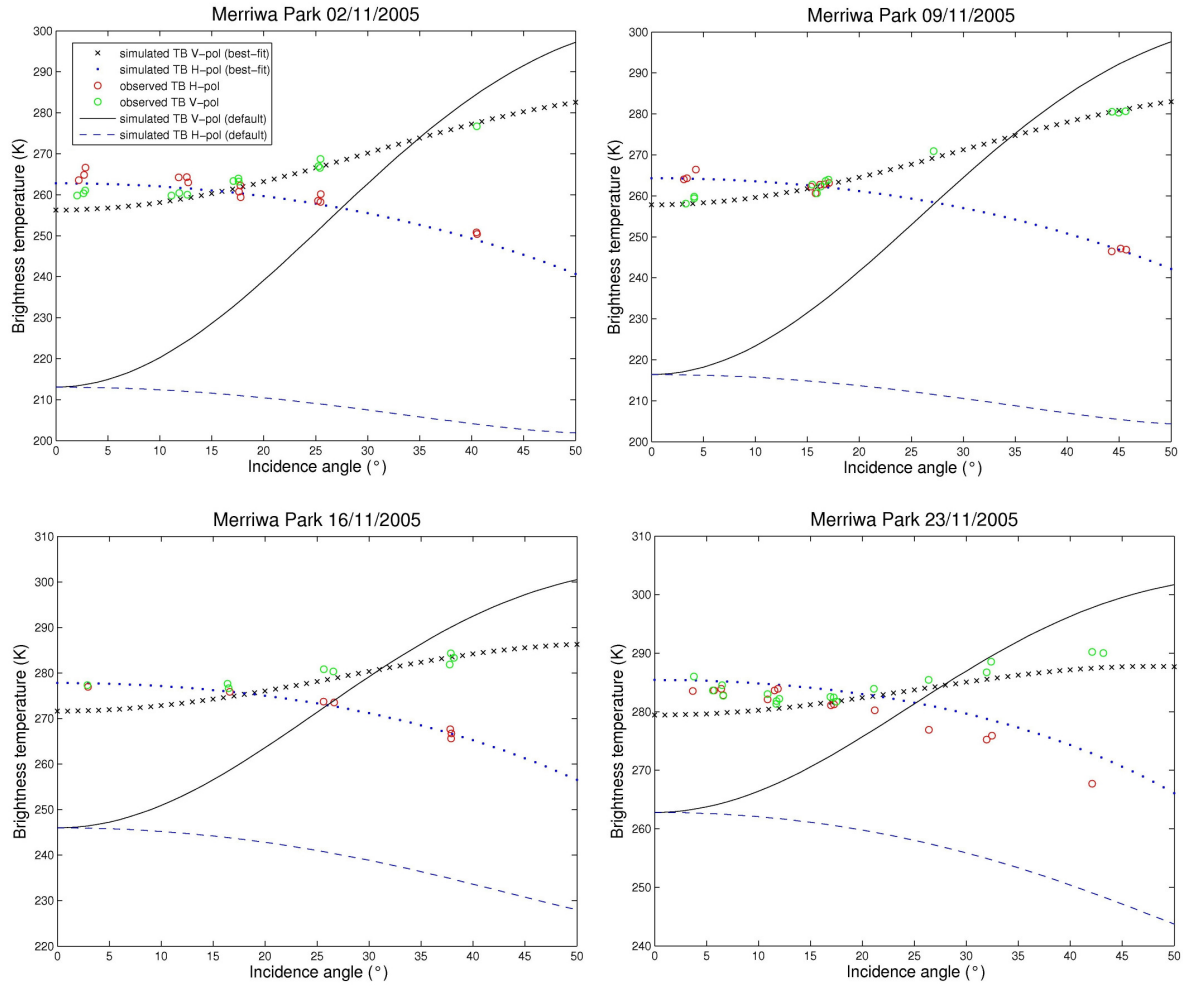 Merriwa Park 02/11/2005
simulated TB V-pol (best-fit)
simulated TB H-pol (best-fit)
observed TB H-pol
observed TB V-pol
simulated TB V-pol (default)
simulated TB H-pol (default)
Brightness temperature (K)
300
290
280
270
260
250
240
230
220
210
200
0 5 10 15 20 25 30 35 40 45 50
Incidence angle (°)
Merriwa Park 09/11/2005
Brightness temperature (K)
300
290
280
270
260
250
240
230
220
210
200
0 5 10 15 20 25 30 35 40 45 50
Incidence angle (°)
Merriwa Park 16/11/2005
Brightness temperature (K)
310
300
290
280
270
260
250
240
230
220
0 5 10 15 20 25 30 35 40 45 50
Incidence angle (°)
Merriwa Park 23/11/2005
Brightness temperature (K)
310
300
290
280
270
260
250
240
0 5 10 15 20 25 30 35 40 45 50
Incidence angle (°)